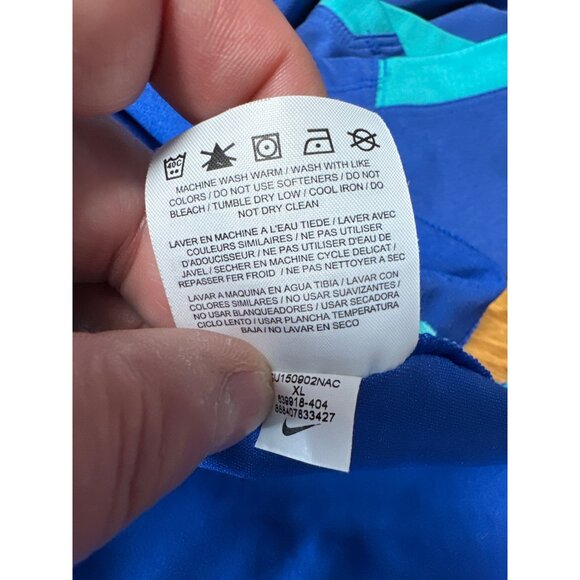 40C
MACHINE WASH WARM / WASH WITH LIKE
COLORS / DO NOT USE SOFTENERS / DO NOT
BLEACH / TUMBLE DRY LOW / COOL IRON / DO
NOT DRY CLEAN
LAVER EN MACHINE A L'EAU TIEDE / LAVER AVEC
COULEURS SIMILAIRES / NE PAS UTILISER
D'ADOUCISSEUR / NE PAS UTILISER D'EAU DE
JAVEL / SECHER EN MACHINE CYCLE DELICAT /
REPASSER FER FROID / NE PAS NETTOYER A SEC
LAVAR A MAQUINA EN AGUA TIBIA / LAVAR CON
COLORES SIMILARES / NO USAR SUAVIZANTES /
NO USAR BLANQUEADORES / USAR SECADORA
CICLO LENTO / USAR PLANCHA TEMPERATURA
BAJA / NO LAVAR EN SECO
J150902NAC
XL
639918-404
888407833427